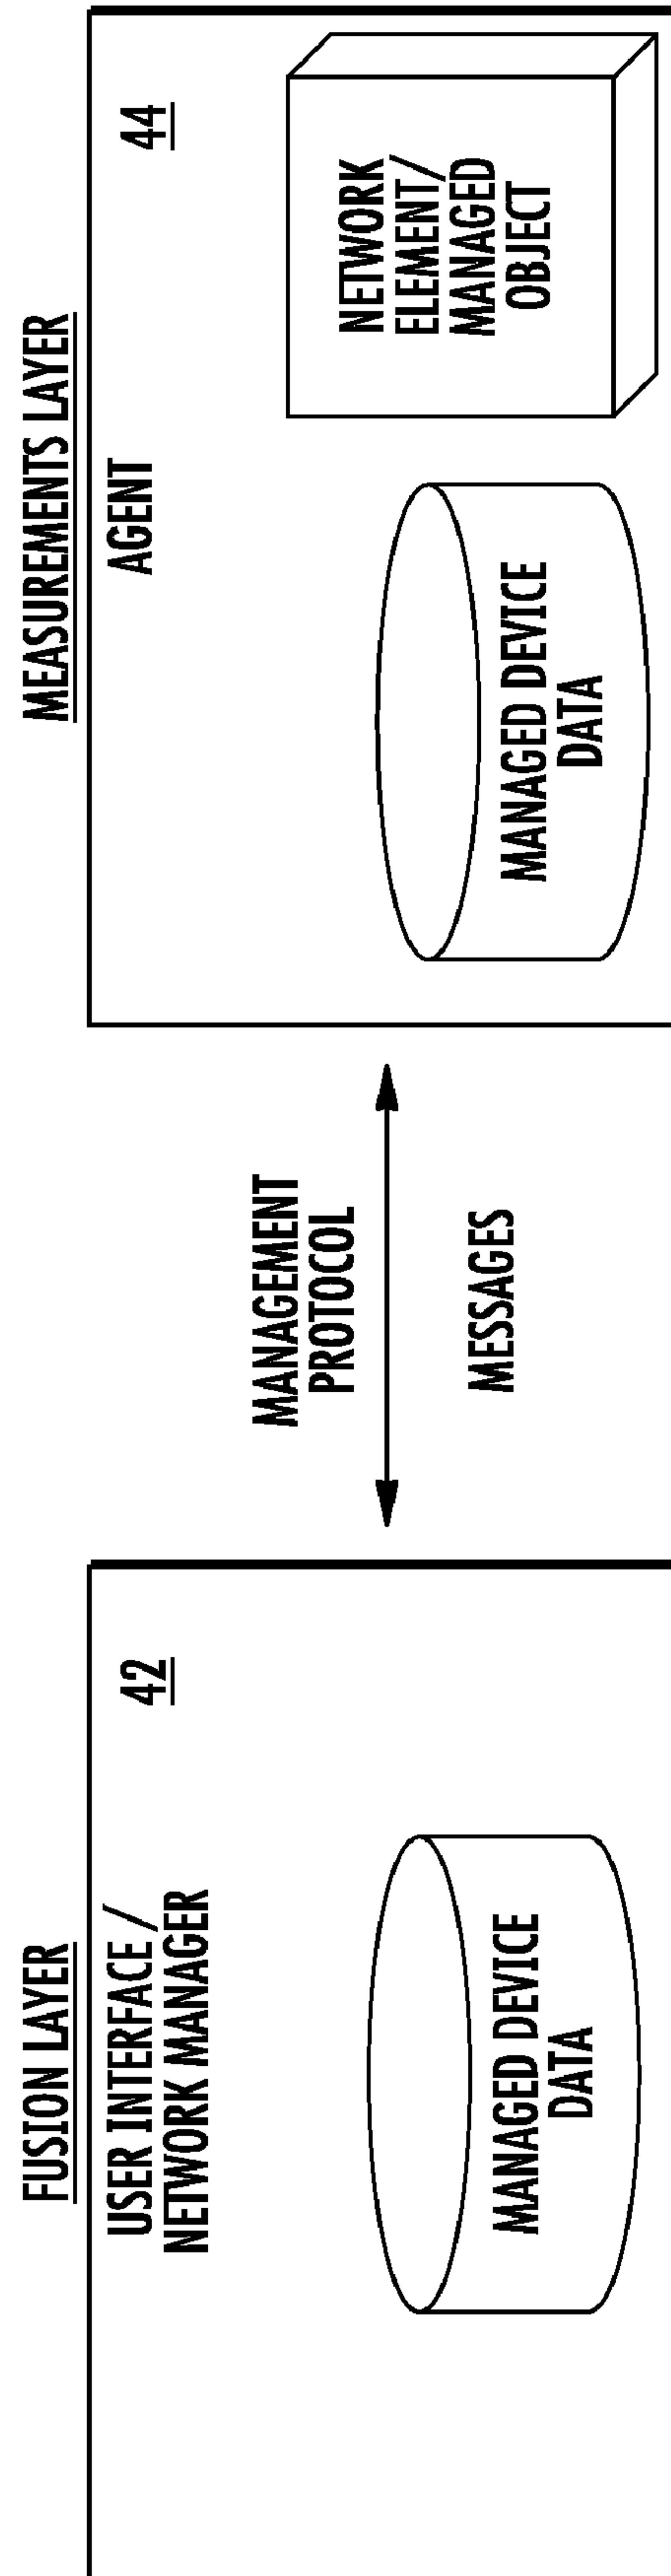 FUSION LAYER
USER INTERFACE /
NETWORK MANAGER
42
MANAGED DEVICE
DATA
MANAGEMENT
PROTOCOL
MESSAGES
MEASUREMENTS LAYER
AGENT
44
MANAGED DEVICE
DATA
NETWORK
ELEMENT/
MANAGED
OBJECT